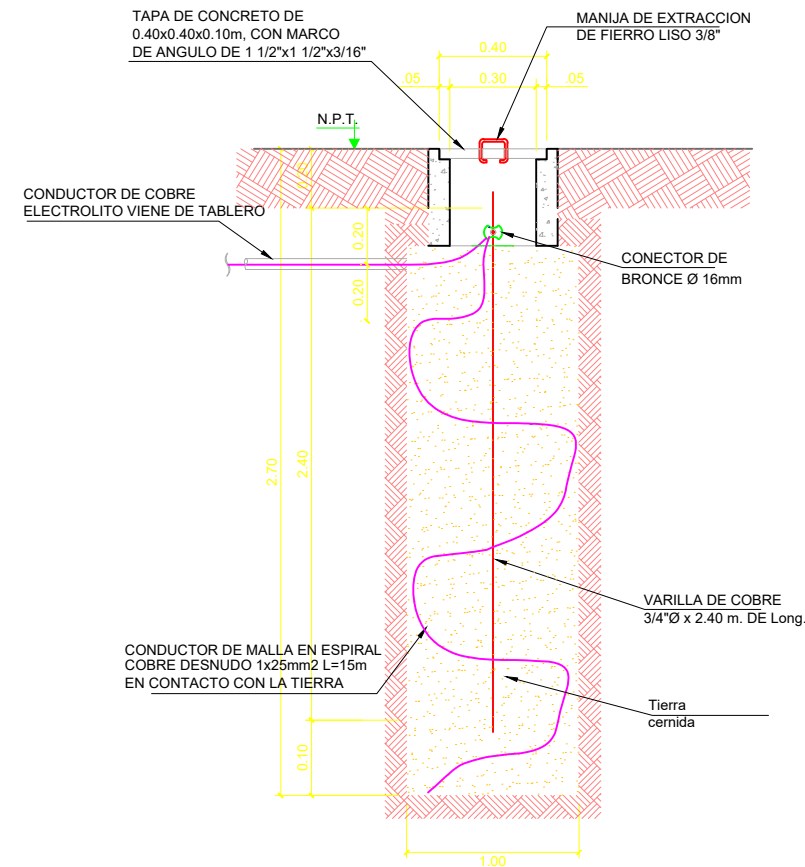 TAPA DE CONCRETO DE
0.40x0.40x0.10m, CON MARCO
DE ANGULO DE 1 1/2"x1 1/2"x3/16"
MANIJA DE EXTRACCION
DE FIERRO LISO 3/8"
0.40
.05
0.30
.05
N.P.T.
0.20
CONDUCTOR DE COBRE
ELECTROLITO VIENE DE TABLERO
0.20
0.20
CONECTOR DE
BRONCE Ø 16mm
2.70
2.40
VARILLA DE COBRE
3/4"Ø x 2.40 m. DE Long.
CONDUCTOR DE MALLA EN ESPIRAL
COBRE DESNUDO 1x25mm2 L=15m
EN CONTACTO CON LA TIERRA
Tierra
cernida
0.10
1.00